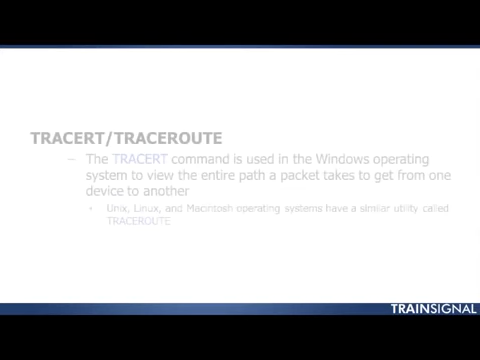 TRACERT/TRACEROUTE
– The TRACERT command is used in the Windows operating
system to view the entire path a packet takes to get from one
device to another
• Unix, Linux, and Macintosh operating systems have a similar utility called
TRACEROUTE
TRAINSIGNAL